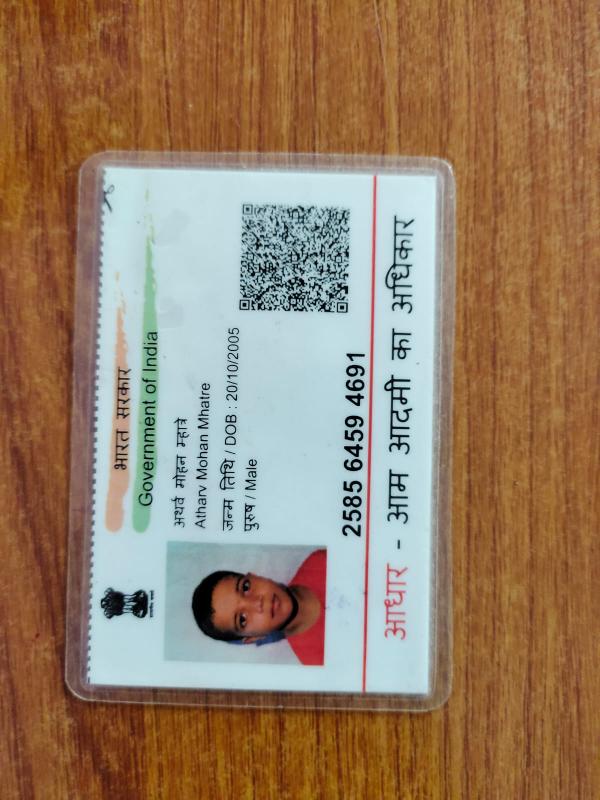 भारत सरकार
Government of India
अथर्व मोहन म्हात्रे
Atharv Mohan Mhatre
जन्म तिथि / DOB : 20/10/2005
पुरुष / Male
2585 6459 4691
आधार - आम आदमी का अधिकार